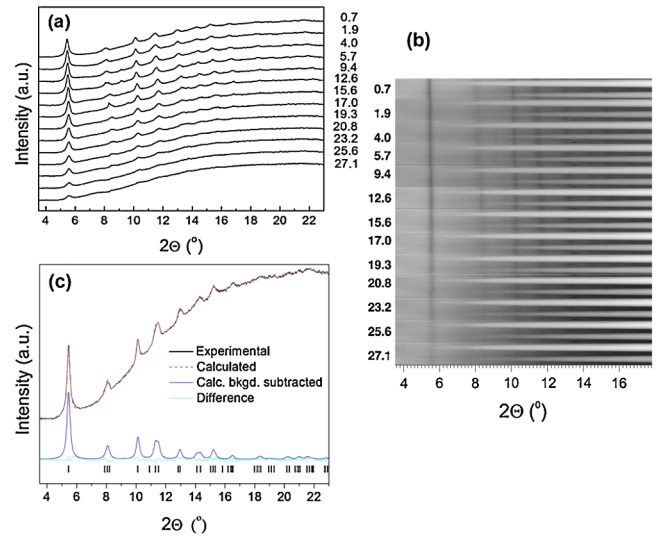 (a)
Intensity (a.u.)
0.7
1.9
4.0
5.7
9.4
12.6
15.6
17.0
19.3
20.8
23.2
25.6
27.1
4 6 8 10 12 14 16 18 20 22
2Θ (°)
(b)
0.7
1.9
4.0
5.7
9.4
12.6
15.6
17.0
19.3
20.8
23.2
25.6
27.1
4 6 8 10 12 14 16
2Θ (°)
(c)
Intensity (a.u.)
Experimental
Calculated
Calc. bkgd. subtracted
Difference
4 6 8 10 12 14 16 18 20 22
2Θ (°)